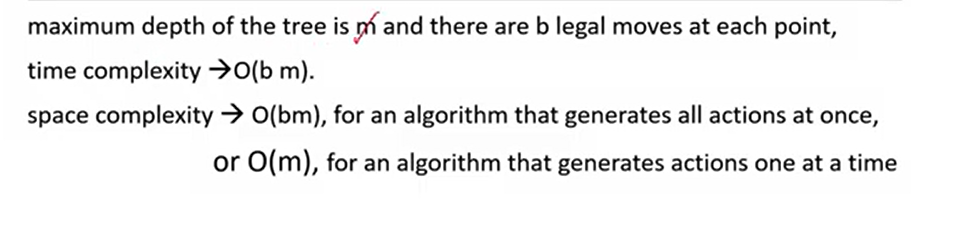 maximum depth of the tree is m and there are b legal moves at each point,
time complexity →O(b m).
space complexity → O(bm), for an algorithm that generates all actions at once,
or O(m), for an algorithm that generates actions one at a time